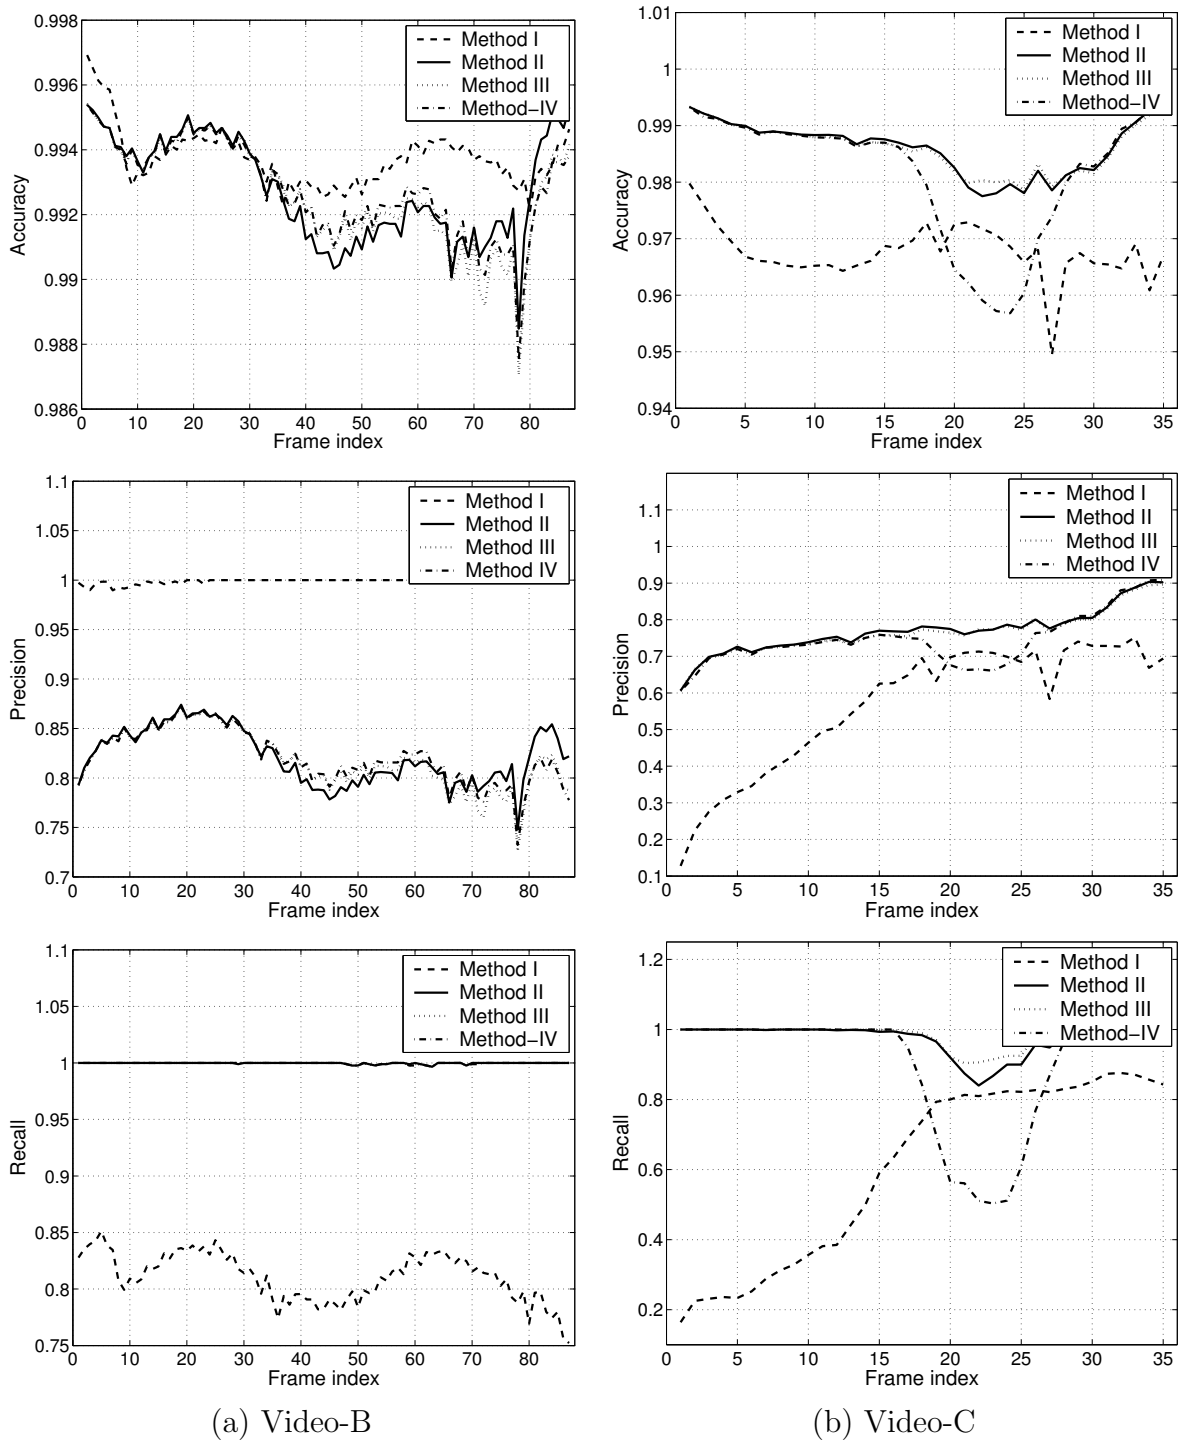 0.998
0.996
0.994
0.992
0.99
0.988
0.986
0 10 20 30 40 50 60 70 80
Accuracy
Frame index
Method I
Method II
Method III
Method-IV
1.01
1
0.99
0.98
0.97
0.96
0.95
0.94
0 5 10 15 20 25 30 35
Accuracy
Frame index
Method I
Method II
Method III
Method-IV
1.1
1.05
1
0.95
0.9
0.85
0.8
0.75
0.7
0 10 20 30 40 50 60 70 80
Precision
Frame index
Method I
Method II
Method III
Method IV
1.1
1
0.9
0.8
0.7
0.6
0.5
0.4
0.3
0.2
0.1
0 5 10 15 20 25 30 35
Precision
Frame index
Method I
Method II
Method III
Method IV
1.1
1.05
1
0.95
0.9
0.85
0.8
0.75
0 10 20 30 40 50 60 70 80
Recall
Frame index
Method I
Method II
Method III
Method-IV
1.2
1
0.8
0.6
0.4
0.2
0 5 10 15 20 25 30 35
Recall
Frame index
Method I
Method II
Method III
Method-IV
(a) Video-B
(b) Video-C